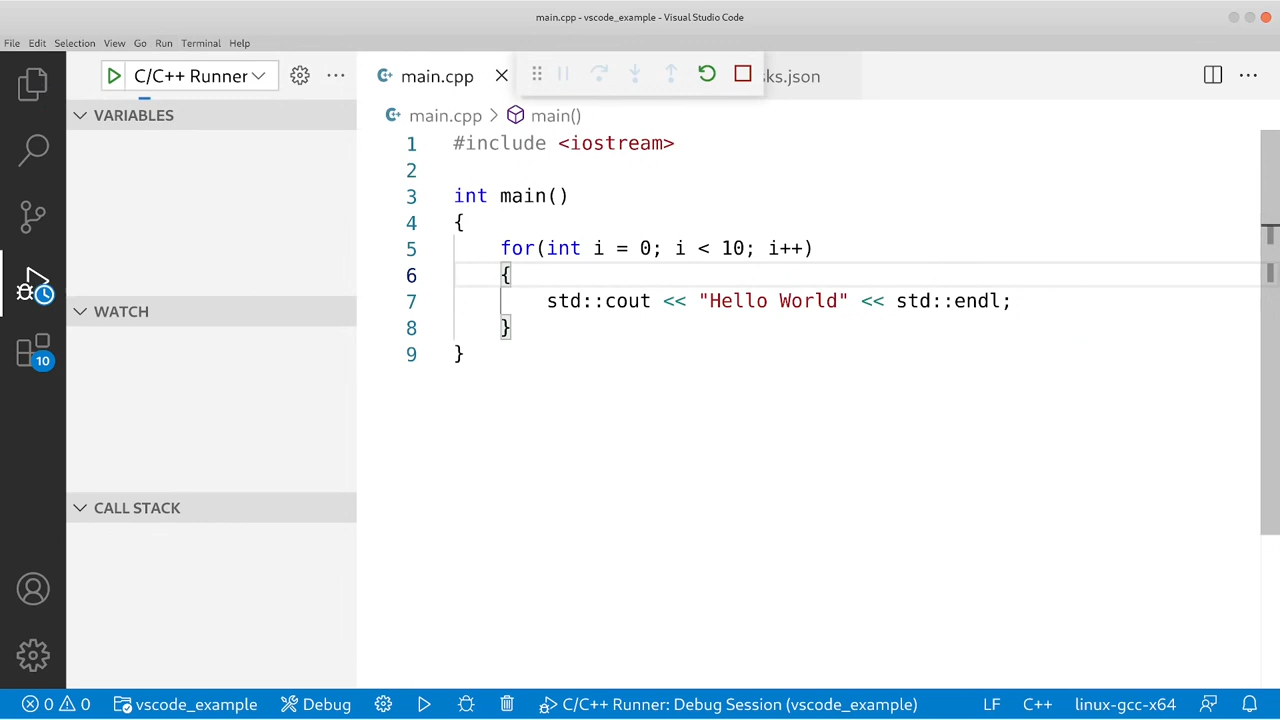 main.cpp - vscode_example - Visual Studio Code
File Edit Selection View Go Run Terminal Help
C/C++ Runner
main.cpp
ks.json
VARIABLES
main.cpp > main()
1 #include <iostream>
2
3 int main()
4 {
5 for(int i = 0; i < 10; i++)
6 {
7 std::cout << "Hello World" << std::endl;
8 }
9 }
WATCH
10
CALL STACK
0 0 vscode_example Debug C/C++ Runner: Debug Session (vscode_example) LF C++ linux-gcc-x64